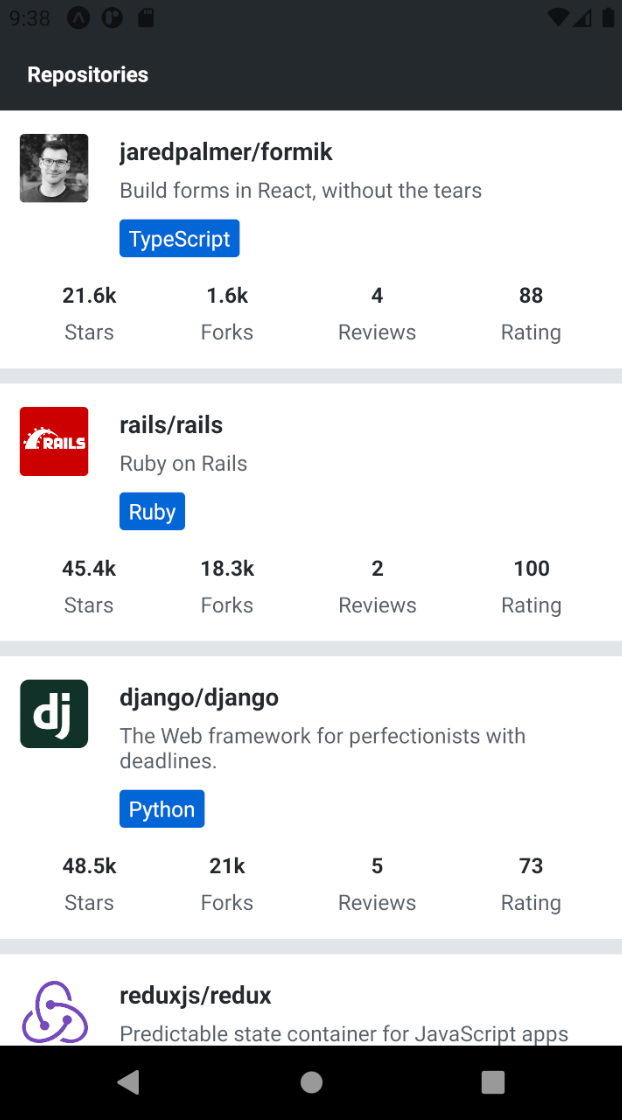 9:38
Repositories
jaredpalmer/formik
Build forms in React, without the tears
TypeScript
21.6k 1.6k 4 88
Stars Forks Reviews Rating
RAILS
rails/rails
Ruby on Rails
Ruby
45.4k 18.3k 2 100
Stars Forks Reviews Rating
dj
django/django
The Web framework for perfectionists with
deadlines.
Python
48.5k 21k 5 73
Stars Forks Reviews Rating
reduxjs/redux
Predictable state container for JavaScript apps